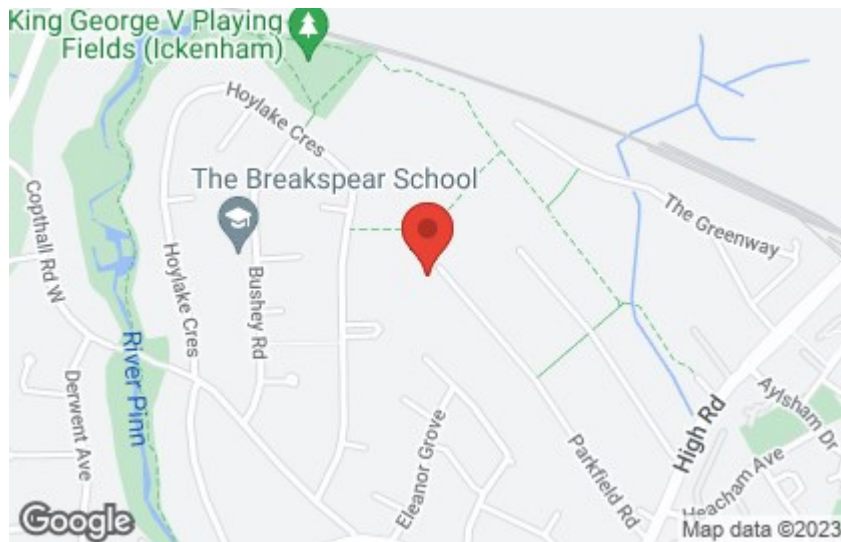 King George V Playing
Fields (Ickenham)
Hoylake Cres
The Breakspear School
Copthall Rd W
Hoylake Cres
Bushey Rd
The Greenway
River Pinn
Derwent Ave
Eleanor Grove
Parkfield Rd
High Rd
Aylsham Dr
Heacham Ave
Google
Map data ©2023